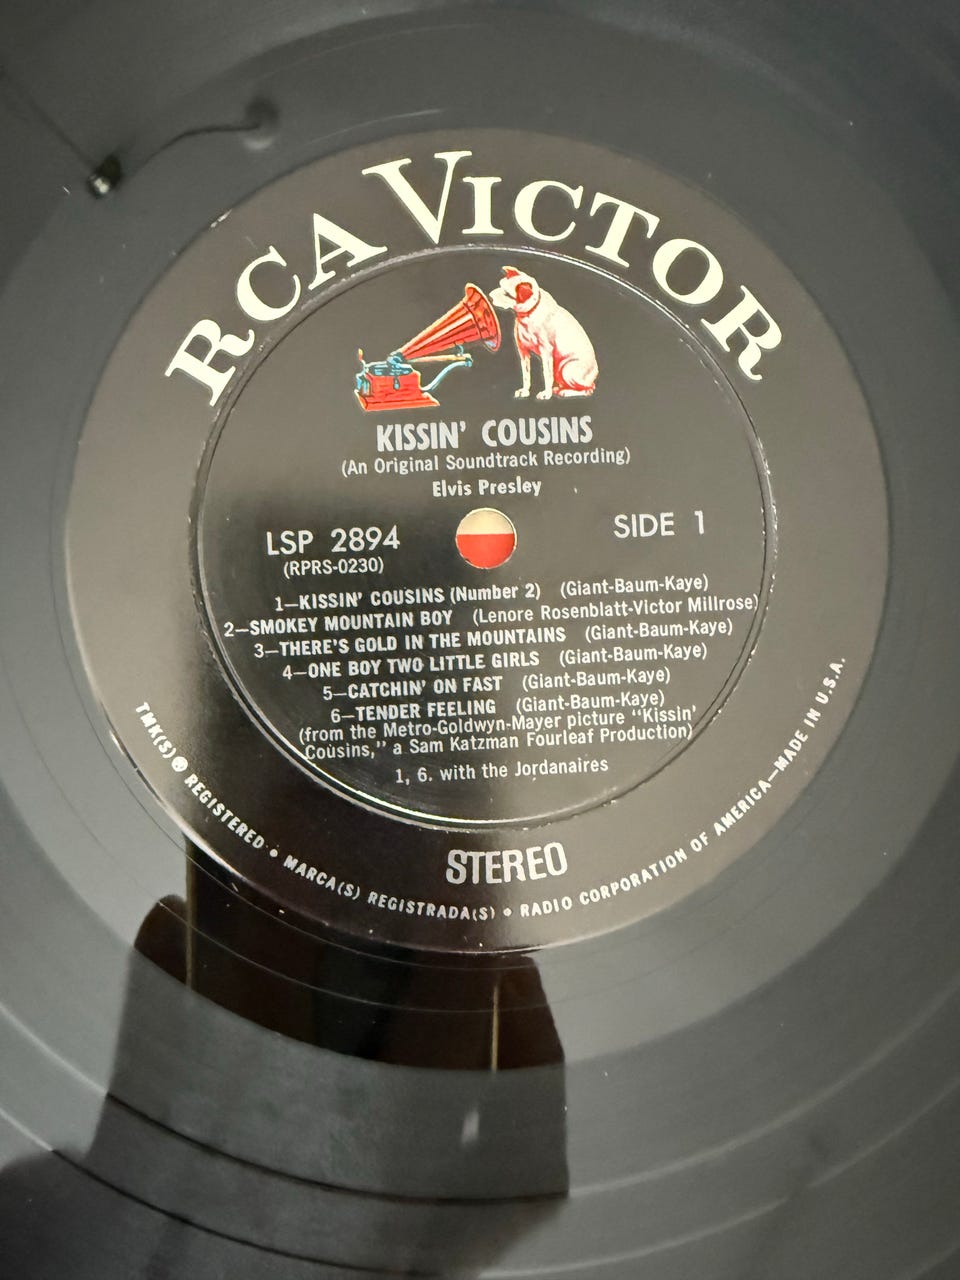 RCA VICTOR
KISSIN' COUSINS
(An Original Soundtrack Recording)
Elvis Presley
LSP 2894
(RPRS-0230)
SIDE 1
1—KISSIN' COUSINS (Number 2) (Giant-Baum-Kaye)
2—SMOKEY MOUNTAIN BOY (Lenore Rosenblatt-Victor Millrose)
3—THERE'S GOLD IN THE MOUNTAINS (Giant-Baum-Kaye)
4—ONE BOY TWO LITTLE GIRLS (Giant-Baum-Kaye)
5—CATCHIN' ON FAST (Giant-Baum-Kaye)
6—TENDER FEELING (Giant-Baum-Kaye)
(from the Metro-Goldwyn-Mayer picture "Kissin'
Cousins," a Sam Katzman Fourleaf Production)
1, 6. with the Jordanaires
STEREO
TMK(S) ® REGISTERED • MARCA(S) REGISTRADA(S) • RADIO CORPORATION OF AMERICA—MADE IN U.S.A.